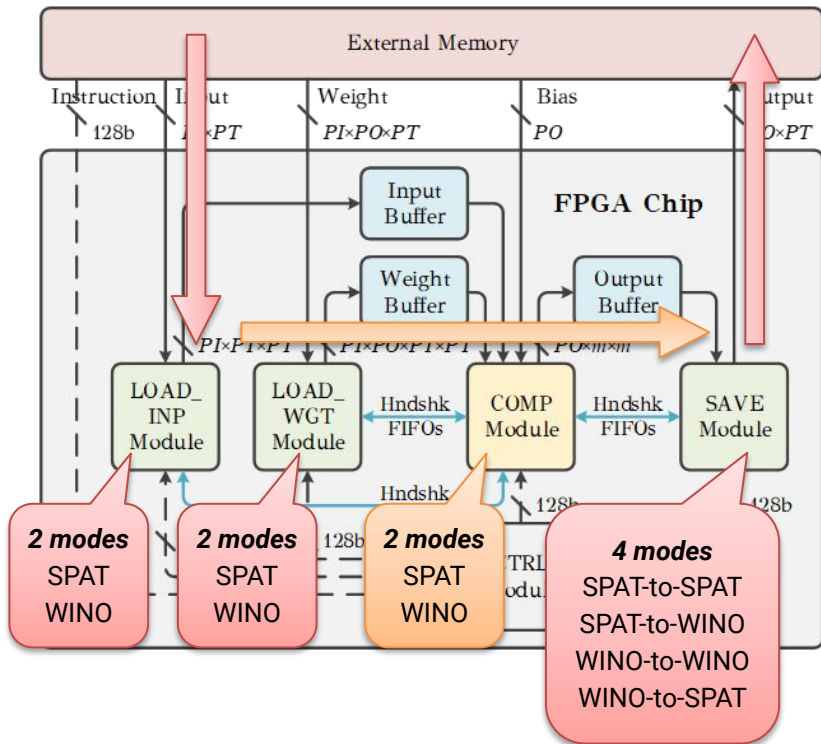 External Memory
Instruction
Input
Weight
Bias
128b
×PT
PI×PO×PT
PO
×PT
Input
Buffer
FPGA Chip
Weight
Buffer
Output
Buffer
PI×PT×PT
PI×PO×PT×PT
PO×m×m
LOAD_
INP
Module
LOAD_
WGT
Module
Hndshk
FIFOs
COMP
Module
Hndshk
FIFOs
SAVE
Module
Hndshk
128b
128b
128b
2 modes
SPAT
WINO
2 modes
SPAT
WINO
2 modes
SPAT
WINO
4 modes
SPAT-to-SPAT
SPAT-to-WINO
WINO-to-WINO
WINO-to-SPAT